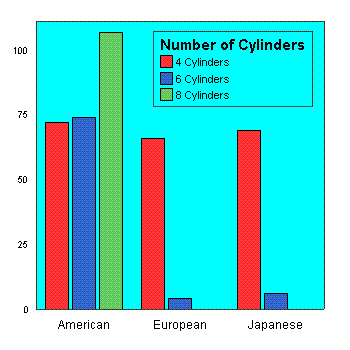 Number of Cylinders
4 Cylinders
6 Cylinders
8 Cylinders
100
75
50
25
0
American European Japanese